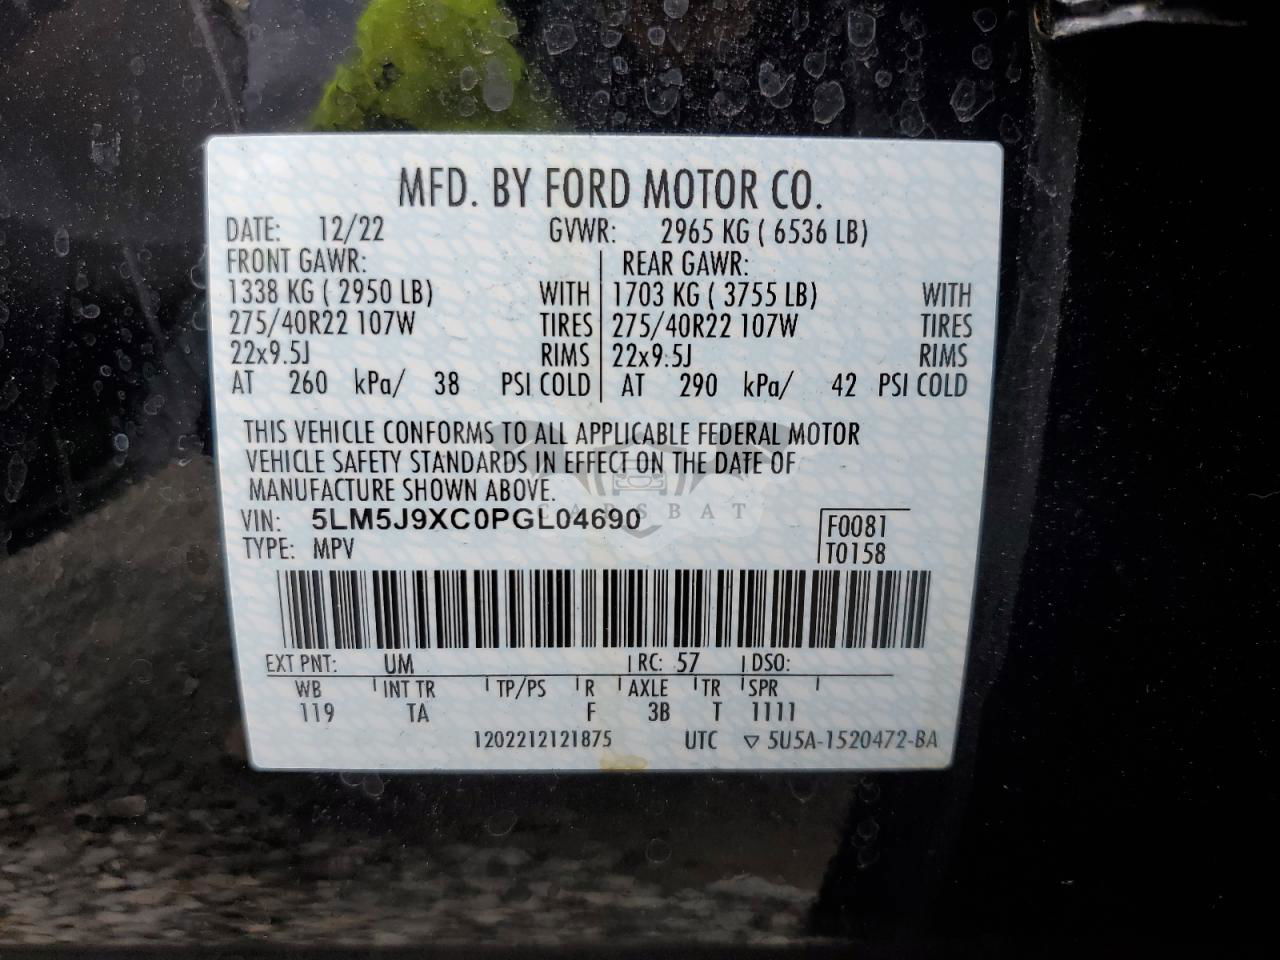 MFD. BY FORD MOTOR CO.
DATE: 12/22 GVWR: 2965 KG ( 6536 LB)
FRONT GAWR: REAR GAWR:
1338 KG ( 2950 LB) WITH 1703 KG ( 3755 LB) WITH
275/40R22 107W TIRES 275/40R22 107W TIRES
22x9.5J RIMS 22x9.5J RIMS
AT 260 kPa/ 38 PSI COLD AT 290 kPa/ 42 PSI COLD
THIS VEHICLE CONFORMS TO ALL APPLICABLE FEDERAL MOTOR
VEHICLE SAFETY STANDARDS IN EFFECT ON THE DATE OF
MANUFACTURE SHOWN ABOVE.
CARSBAT
VIN: 5LM5J9XC0PGL04690 F0081
TYPE: MPV T0158
EXT PNT: UM RC: 57 DSO:
WB INT TR TP/PS R AXLE TR SPR
119 TA F 3B T 1111
1202212121875 UTC ▽ 5U5A-1520472-BA